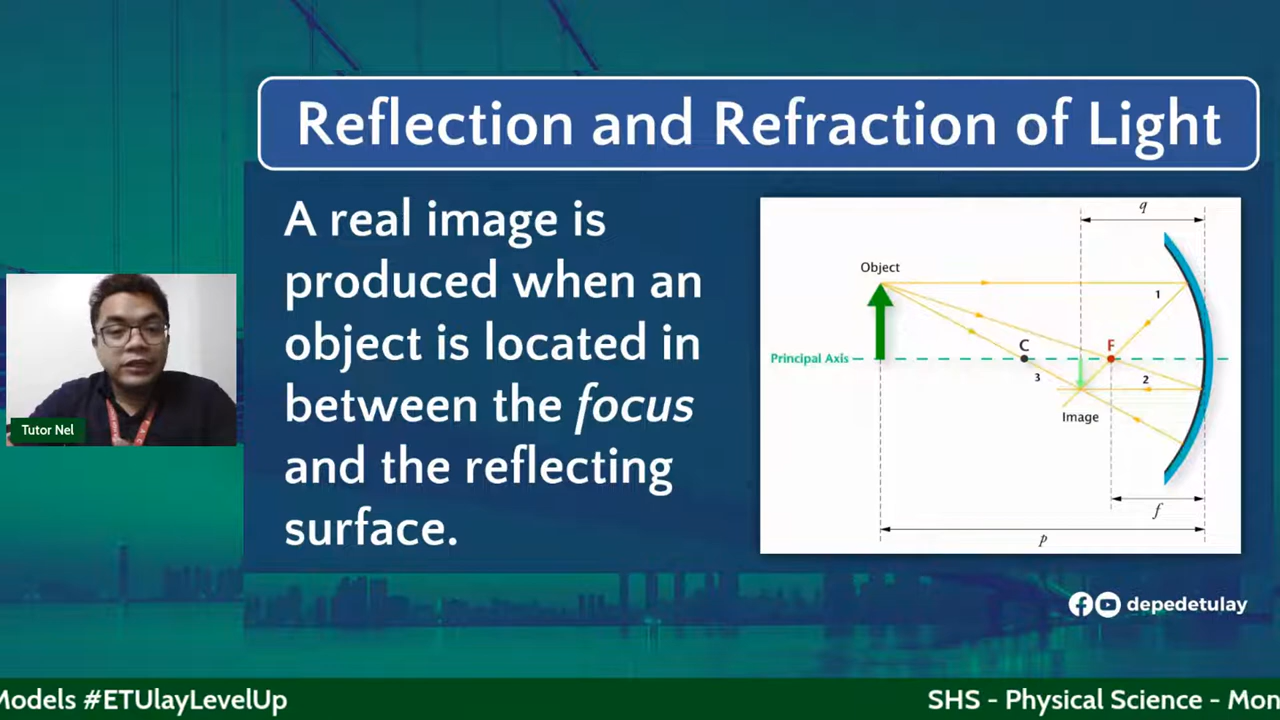 Reflection and Refraction of Light
A real image is
produced when an
object is located in
between the focus
and the reflecting
surface.
q
Object
1
C
F
Principal Axis
3
2
Image
f
p
Tutor Nel
depedetulay
Models #ETUlayLevelUp
SHS - Physical Science - Mon